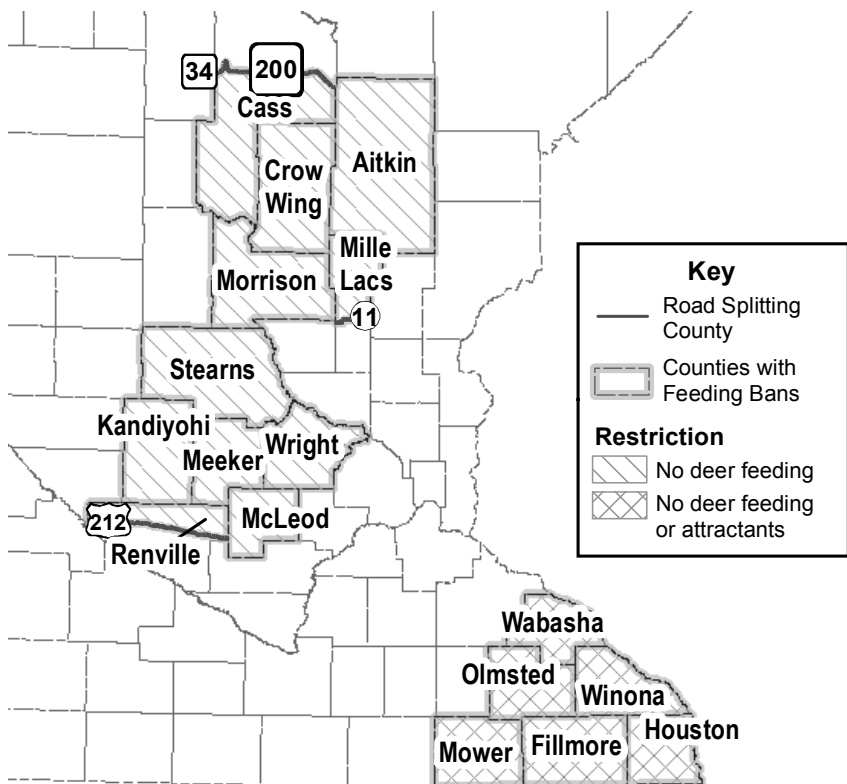 34
200
Cass
Crow
Wing
Aitkin
Mille
Lacs
Morrison
11
Stearns
Kandiyohi
Meeker
Wright
212
McLeod
Renville
Key
Road Splitting
County
Counties with
Feeding Bans
Restriction
No deer feeding
No deer feeding
or attractants
Wabasha
Olmsted
Winona
Houston
Mower
Fillmore